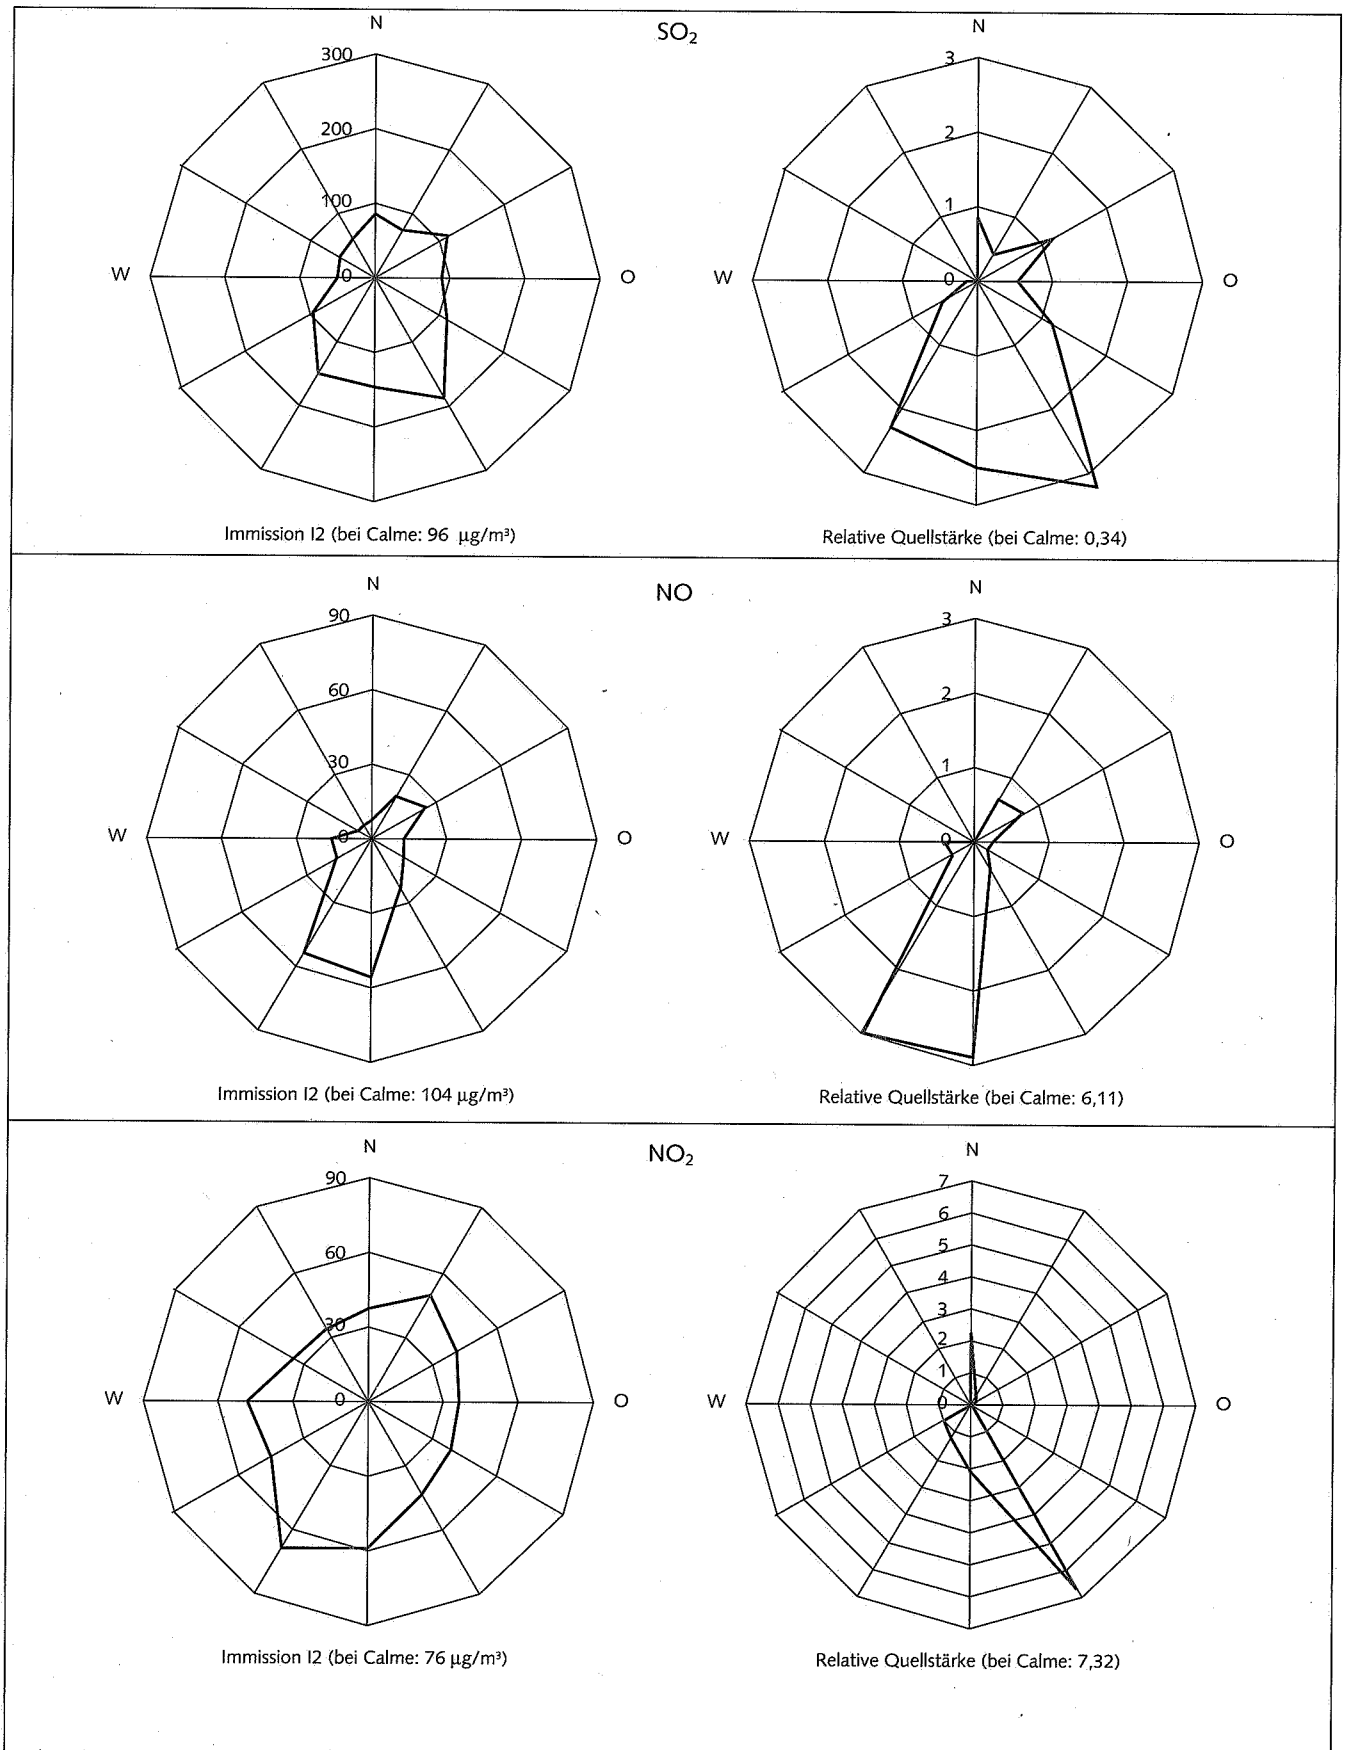 SO₂
N
300
200
100
0
W
O
Immission I2 (bei Calme: 96 µg/m³)
N
3
2
1
0
W
O
Relative Quellstärke (bei Calme: 0,34)
NO
N
90
60
30
0
W
O
Immission I2 (bei Calme: 104 µg/m³)
N
3
2
1
0
W
O
Relative Quellstärke (bei Calme: 6,11)
NO₂
N
90
60
30
0
W
O
Immission I2 (bei Calme: 76 µg/m³)
N
7
6
5
4
3
2
1
0
W
O
Relative Quellstärke (bei Calme: 7,32)